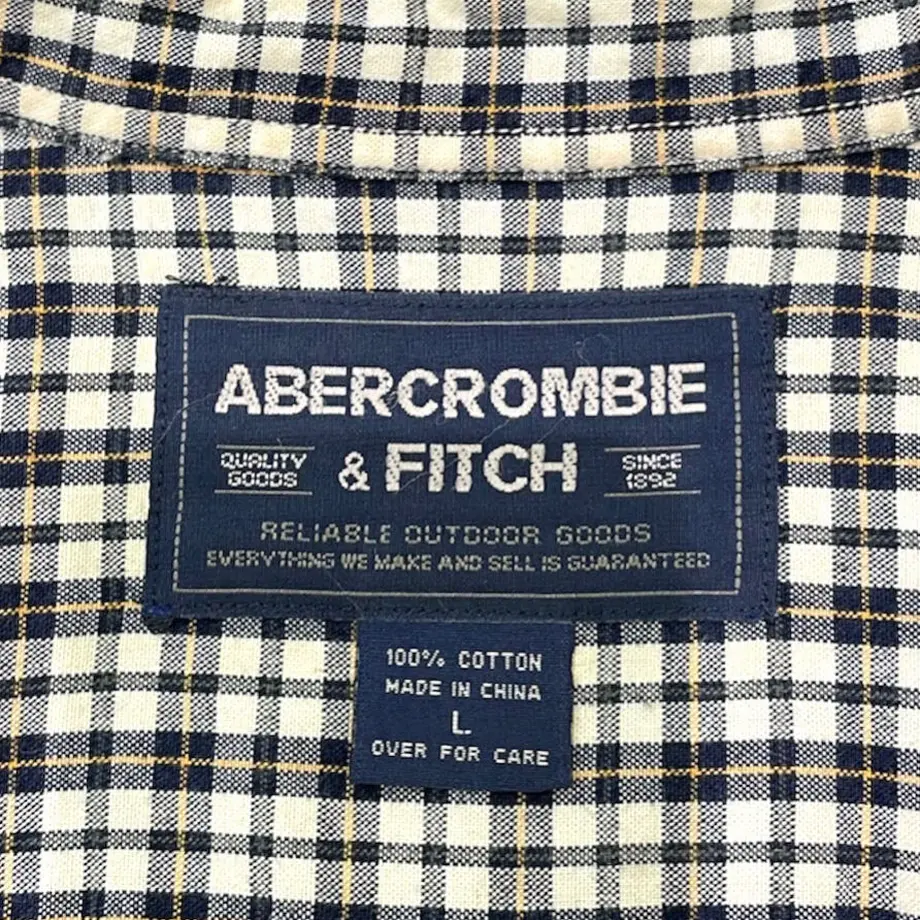 ABERCROMBIE
& FITCH
QUALITY
GOODS
SINCE
1892
RELIABLE OUTDOOR GOODS
EVERYTHING WE MAKE AND SELL IS GUARANTEED
100% COTTON
MADE IN CHINA
L
OVER FOR CARE